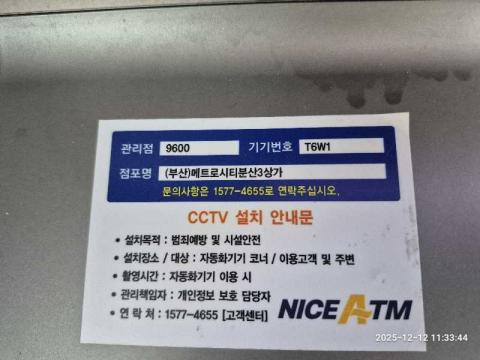 관리점 9600 기기번호 T6W1
점포명 (부산)메트로시티분산3상가
문의사항은 1577-4655로 연락주십시오.
CCTV 설치 안내문
• 설치목적 : 범죄예방 및 시설안전
• 설치장소 / 대상 : 자동화기기 코너 / 이용고객 및 주변
• 촬영시간 : 자동화기기 이용 시
• 관리책임자 : 개인정보 보호 담당자
• 연 락 처 : 1577-4655 [고객센터]
NICE ATM
2025-12-12 11:33:44